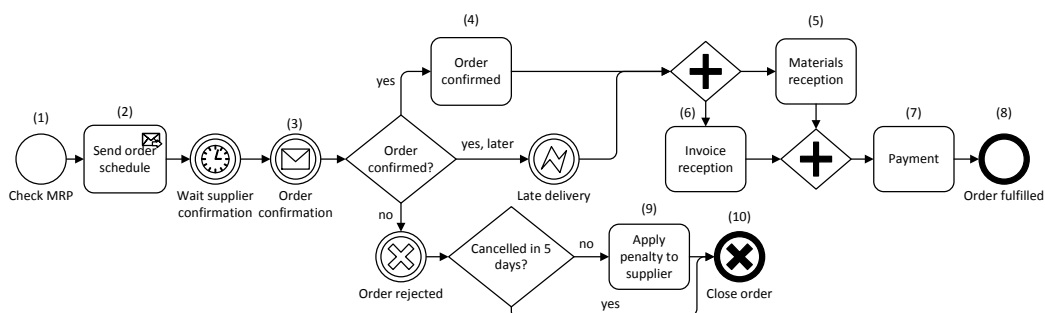 (1)
Check MRP
(2)
Send order
schedule
Wait supplier
confirmation
(3)
Order
confirmation
Order
confirmed?
yes
(4)
Order
confirmed
yes, later
Late delivery
no
Order rejected
Cancelled in 5
days?
no
yes
(9)
Apply
penalty to
supplier
(10)
Close order
(5)
Materials
reception
(6)
Invoice
reception
(7)
Payment
(8)
Order fulfilled